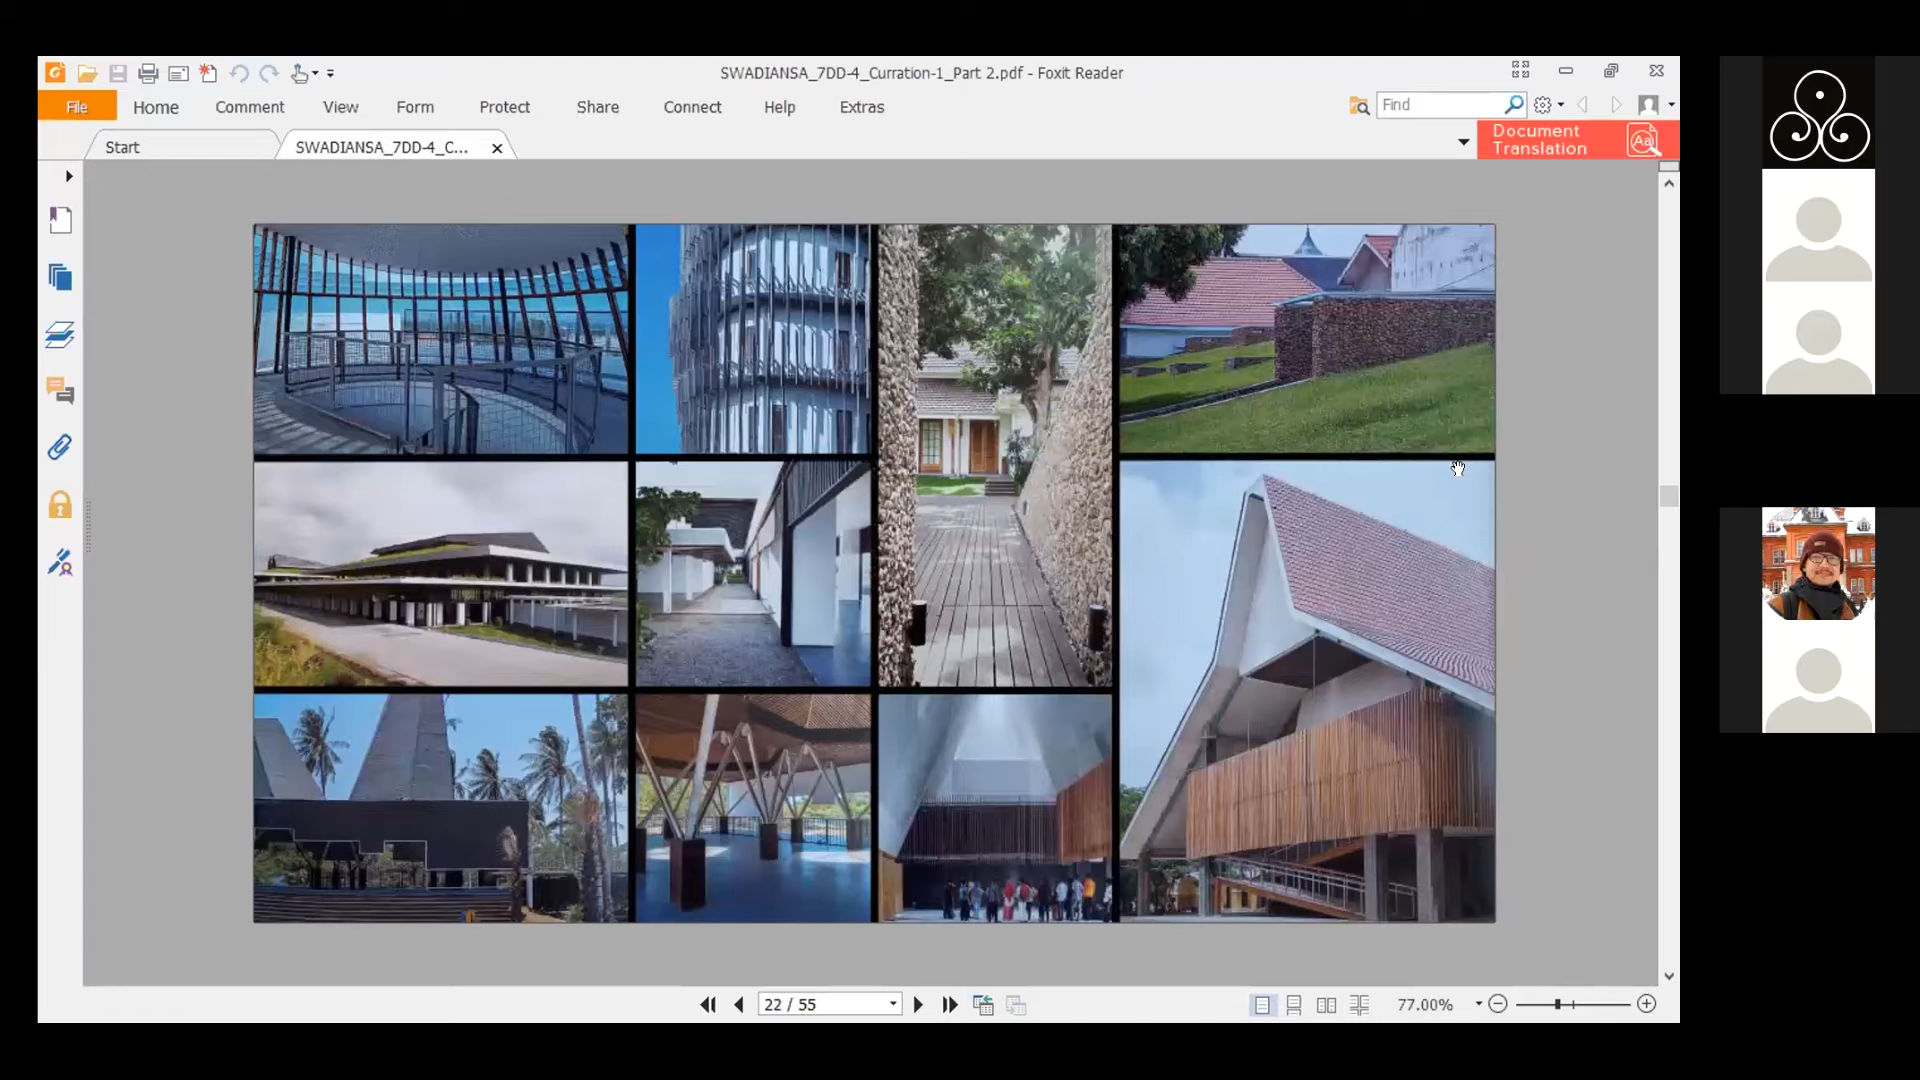 SWADIANSA_7DD-4_Curration-1_Part 2.pdf - Foxit Reader
File Home Comment View Form Protect Share Connect Help Extras
Find
Start
SWADIANSA_7DD-4_C...
Document
Translation
Aa
22 / 55
77.00%